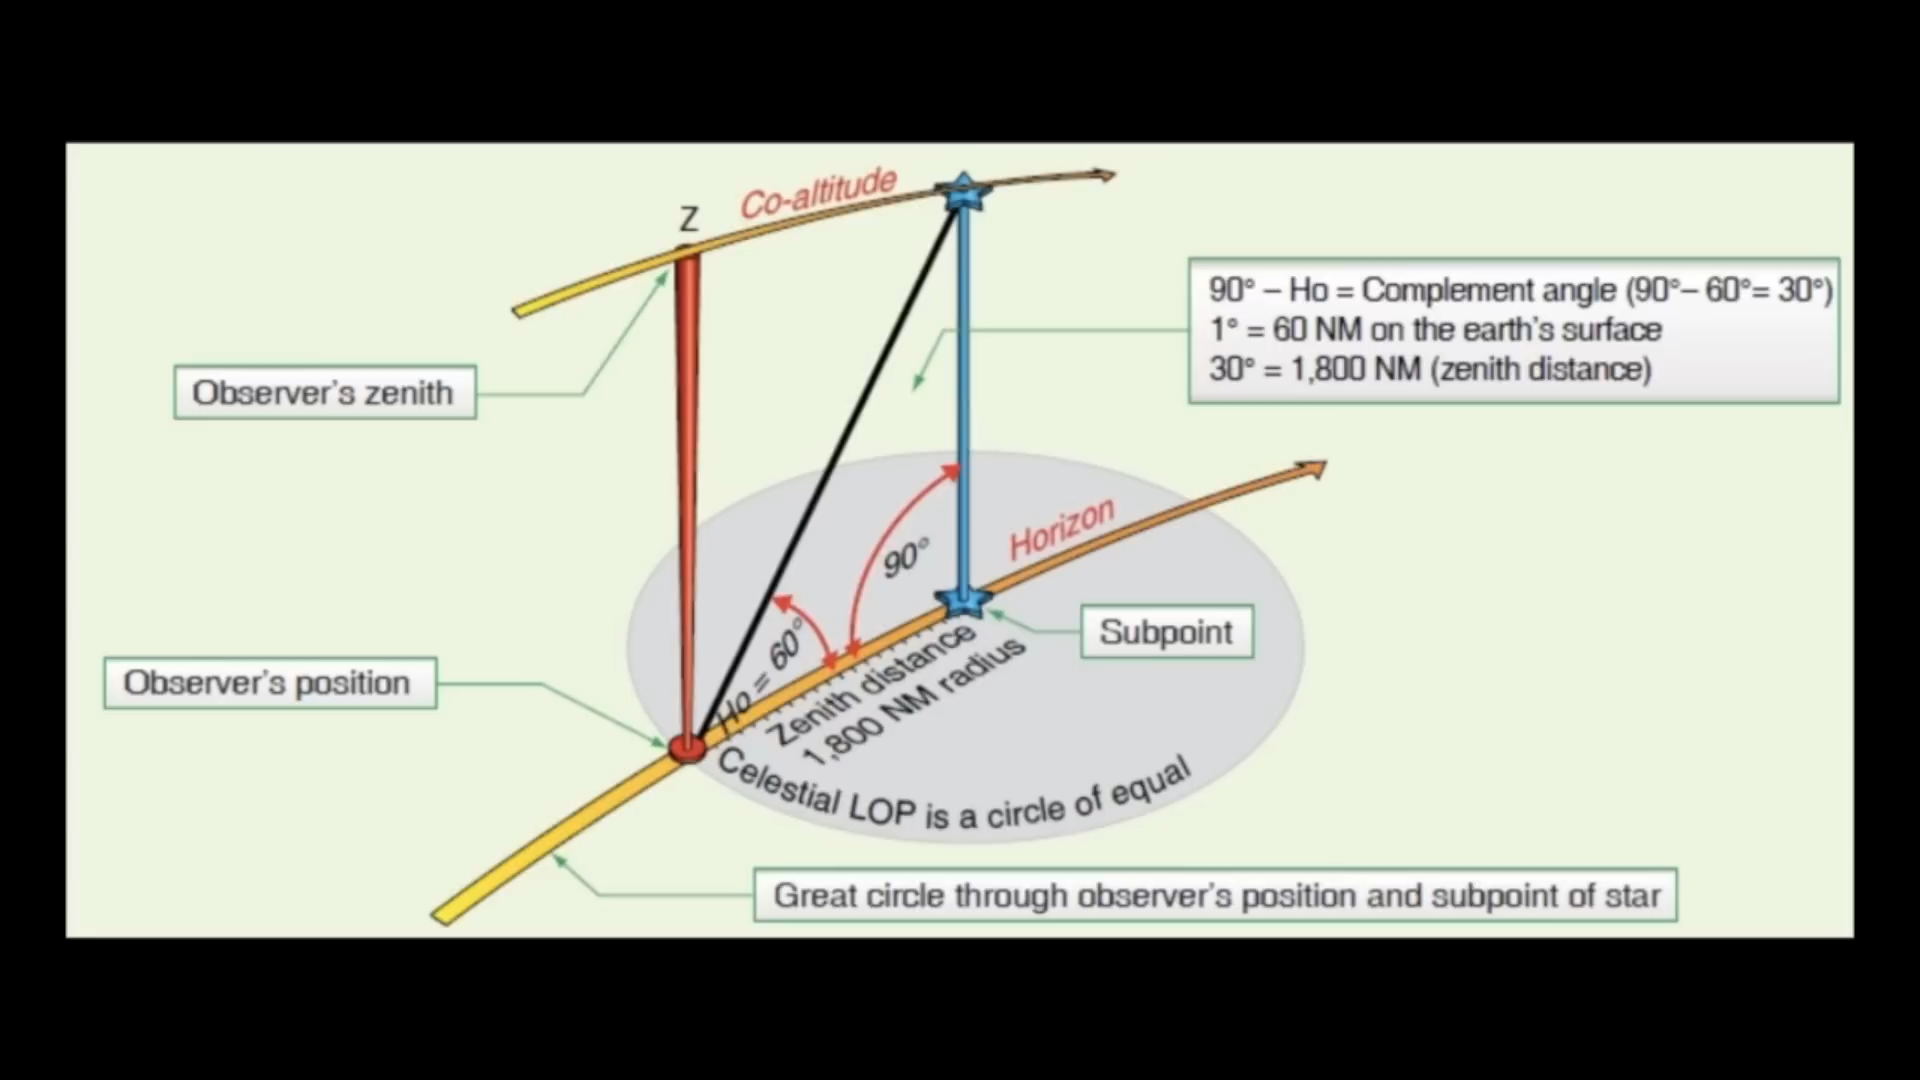 Co-altitude
Z
90° – Ho = Complement angle (90°– 60°= 30°)
1° = 60 NM on the earth's surface
30° = 1,800 NM (zenith distance)
Observer's zenith
Horizon
90°
Ho = 60°
Subpoint
Zenith distance
1,800 NM radius
Observer's position
Celestial LOP is a circle of equal
Great circle through observer's position and subpoint of star